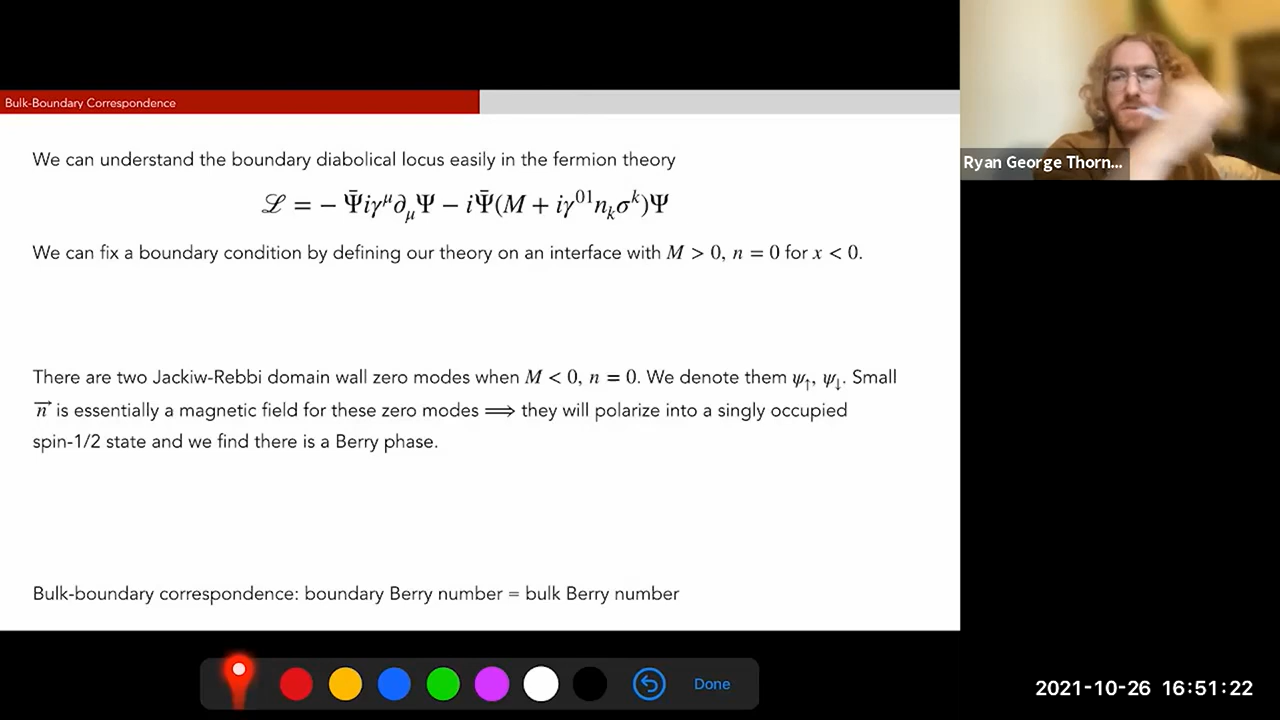 Bulk-Boundary Correspondence
We can understand the boundary diabolical locus easily in the fermion theory
ℒ = − Ψ̄iγ^μ∂_μΨ − iΨ̄(M + iγ^{01}n_kσ^k)Ψ
We can fix a boundary condition by defining our theory on an interface with M > 0, n = 0 for x < 0.
There are two Jackiw-Rebbi domain wall zero modes when M < 0, n = 0. We denote them ψ↑, ψ↓. Small
n⃗ is essentially a magnetic field for these zero modes ⟹ they will polarize into a singly occupied
spin-1/2 state and we find there is a Berry phase.
Bulk-boundary correspondence: boundary Berry number = bulk Berry number
Ryan George Thorn...
Done
2021-10-26 16:51:22